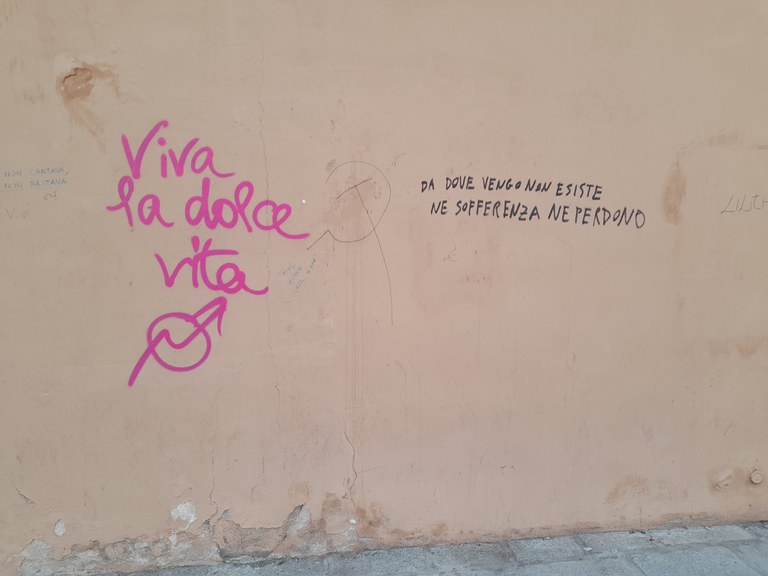 Viva
la dolce
vita
DA DOVE VENGO NON ESISTE
NE SOFFERENZA NE PERDONO